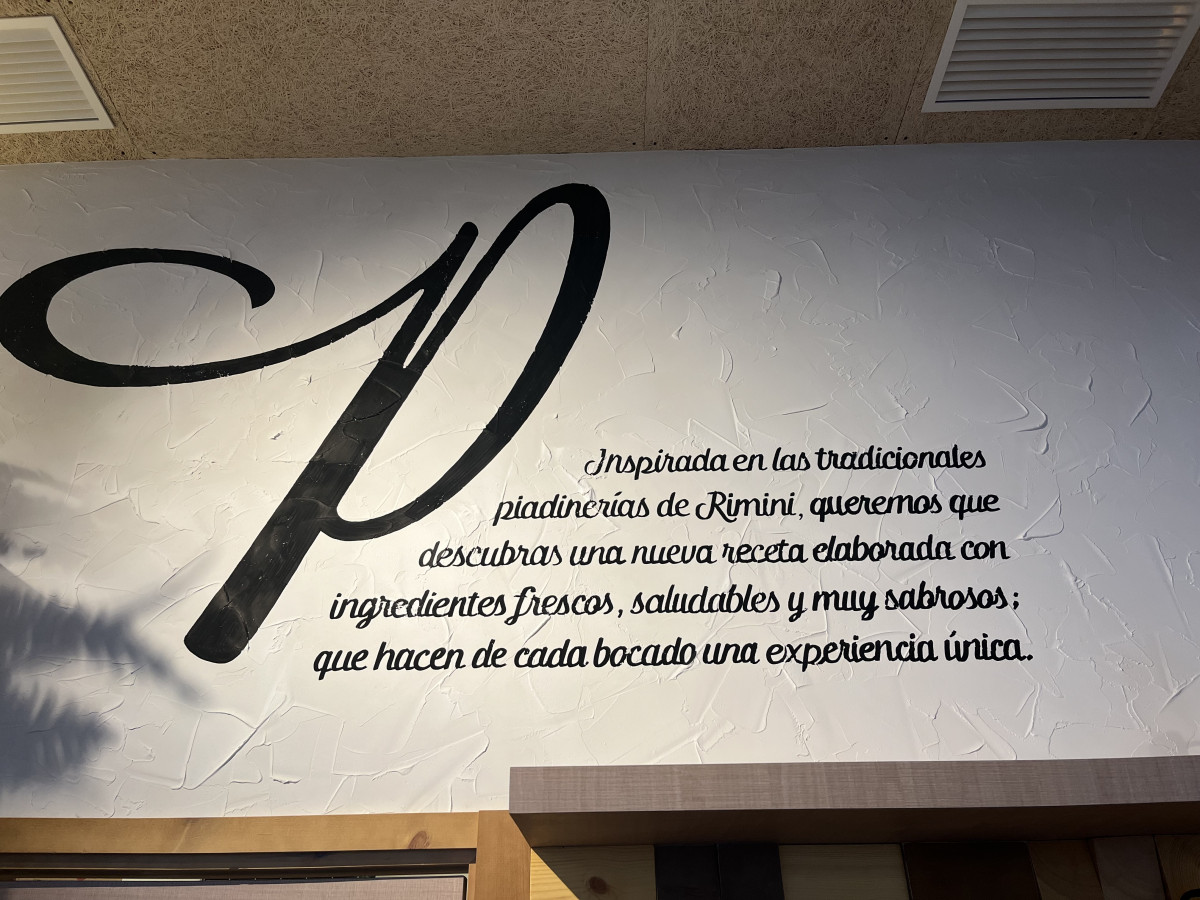 P
Inspirada en las tradicionales
piadinerías de Rimini, queremos que
descubras una nueva receta elaborada con
ingredientes frescos, saludables y muy sabrosos;
que hacen de cada bocado una experiencia única.